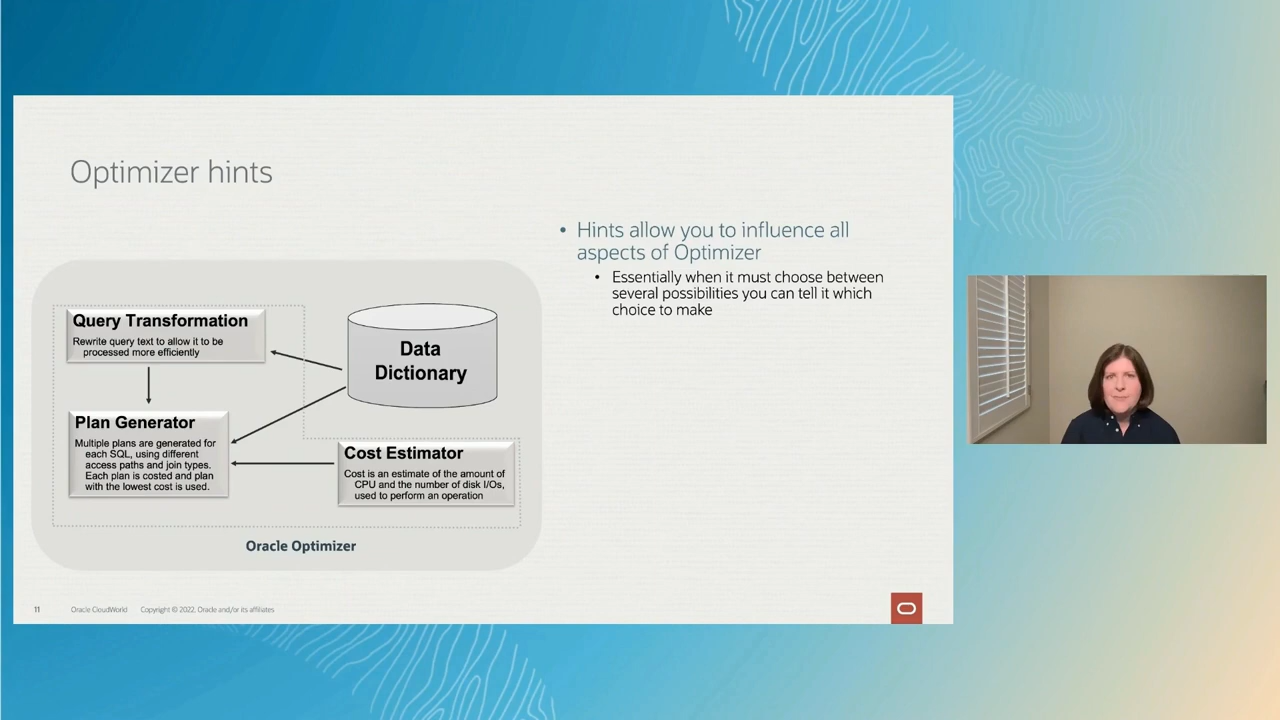 Optimizer hints
Query Transformation
Rewrite query text to allow it to be
processed more efficiently
Data
Dictionary
Plan Generator
Multiple plans are generated for
each SQL, using different
access paths and join types.
Each plan is costed and plan
with the lowest cost is used.
Cost Estimator
Cost is an estimate of the amount of
CPU and the number of disk I/Os,
used to perform an operation
Oracle Optimizer
• Hints allow you to influence all
aspects of Optimizer
• Essentially when it must choose between
several possibilities you can tell it which
choice to make
11 Oracle CloudWorld Copyright © 2022, Oracle and/or its affiliates